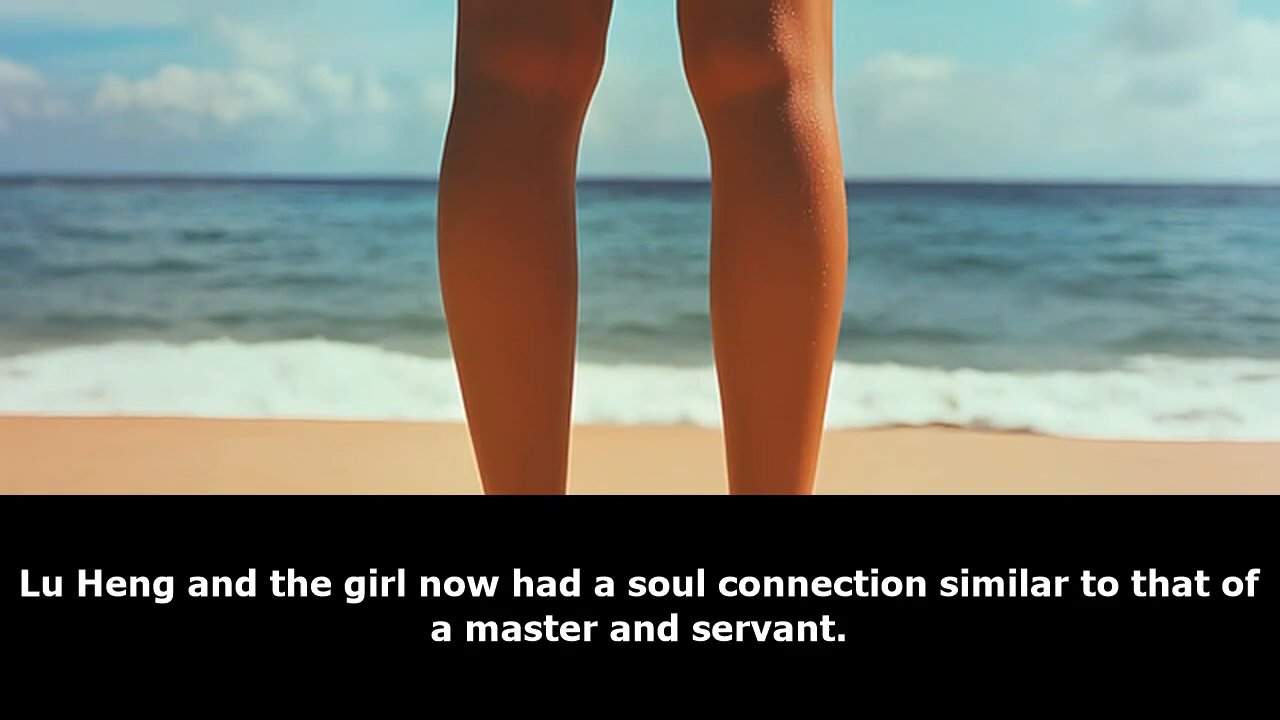 Lu Heng and the girl now had a soul connection similar to that of
a master and servant.